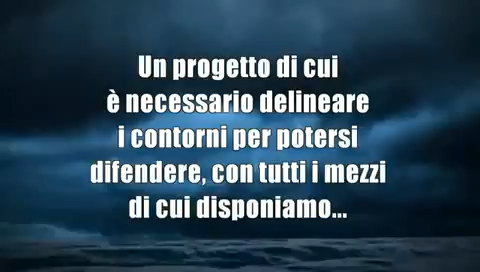 Un progetto di cui
è necessario delineare
i contorni per potersi
difendere, con tutti i mezzi
di cui disponiamo...